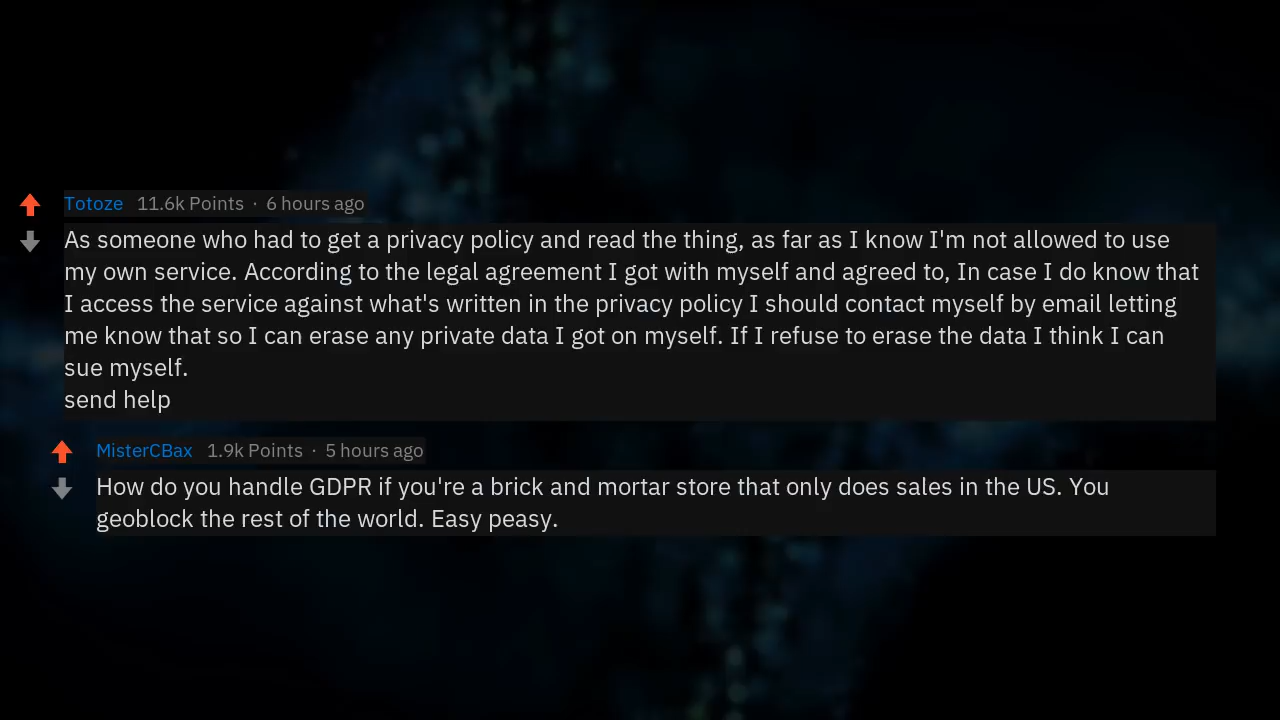 Totoze 11.6k Points · 6 hours ago
As someone who had to get a privacy policy and read the thing, as far as I know I'm not allowed to use
my own service. According to the legal agreement I got with myself and agreed to, In case I do know that
I access the service against what's written in the privacy policy I should contact myself by email letting
me know that so I can erase any private data I got on myself. If I refuse to erase the data I think I can
sue myself.
send help
MisterCBax 1.9k Points · 5 hours ago
How do you handle GDPR if you're a brick and mortar store that only does sales in the US. You
geoblock the rest of the world. Easy peasy.